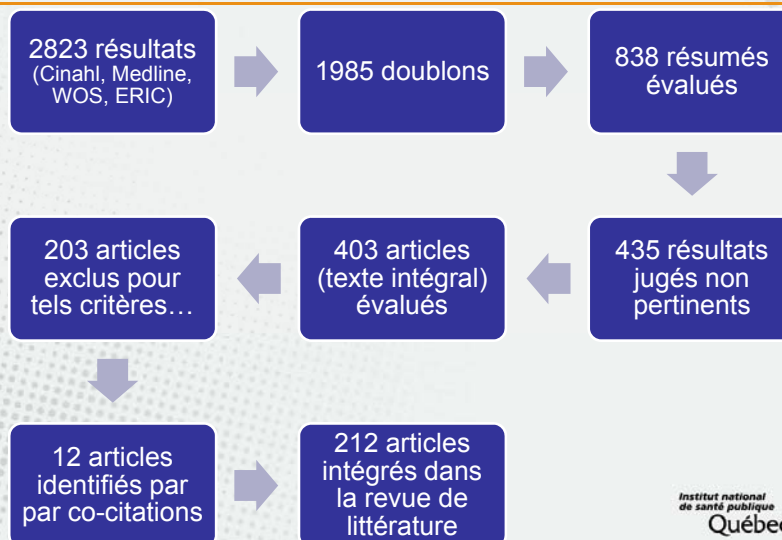 2823 résultats
(Cinahl, Medline,
WOS, ERIC)
1985 doublons
838 résumés
évalués
435 résultats
jugés non
pertinents
403 articles
(texte intégral)
évalués
203 articles
exclus pour
tels critères…
12 articles
identifiés par
par co-citations
212 articles
intégrés dans
la revue de
littérature
Institut national
de santé publique
Québec